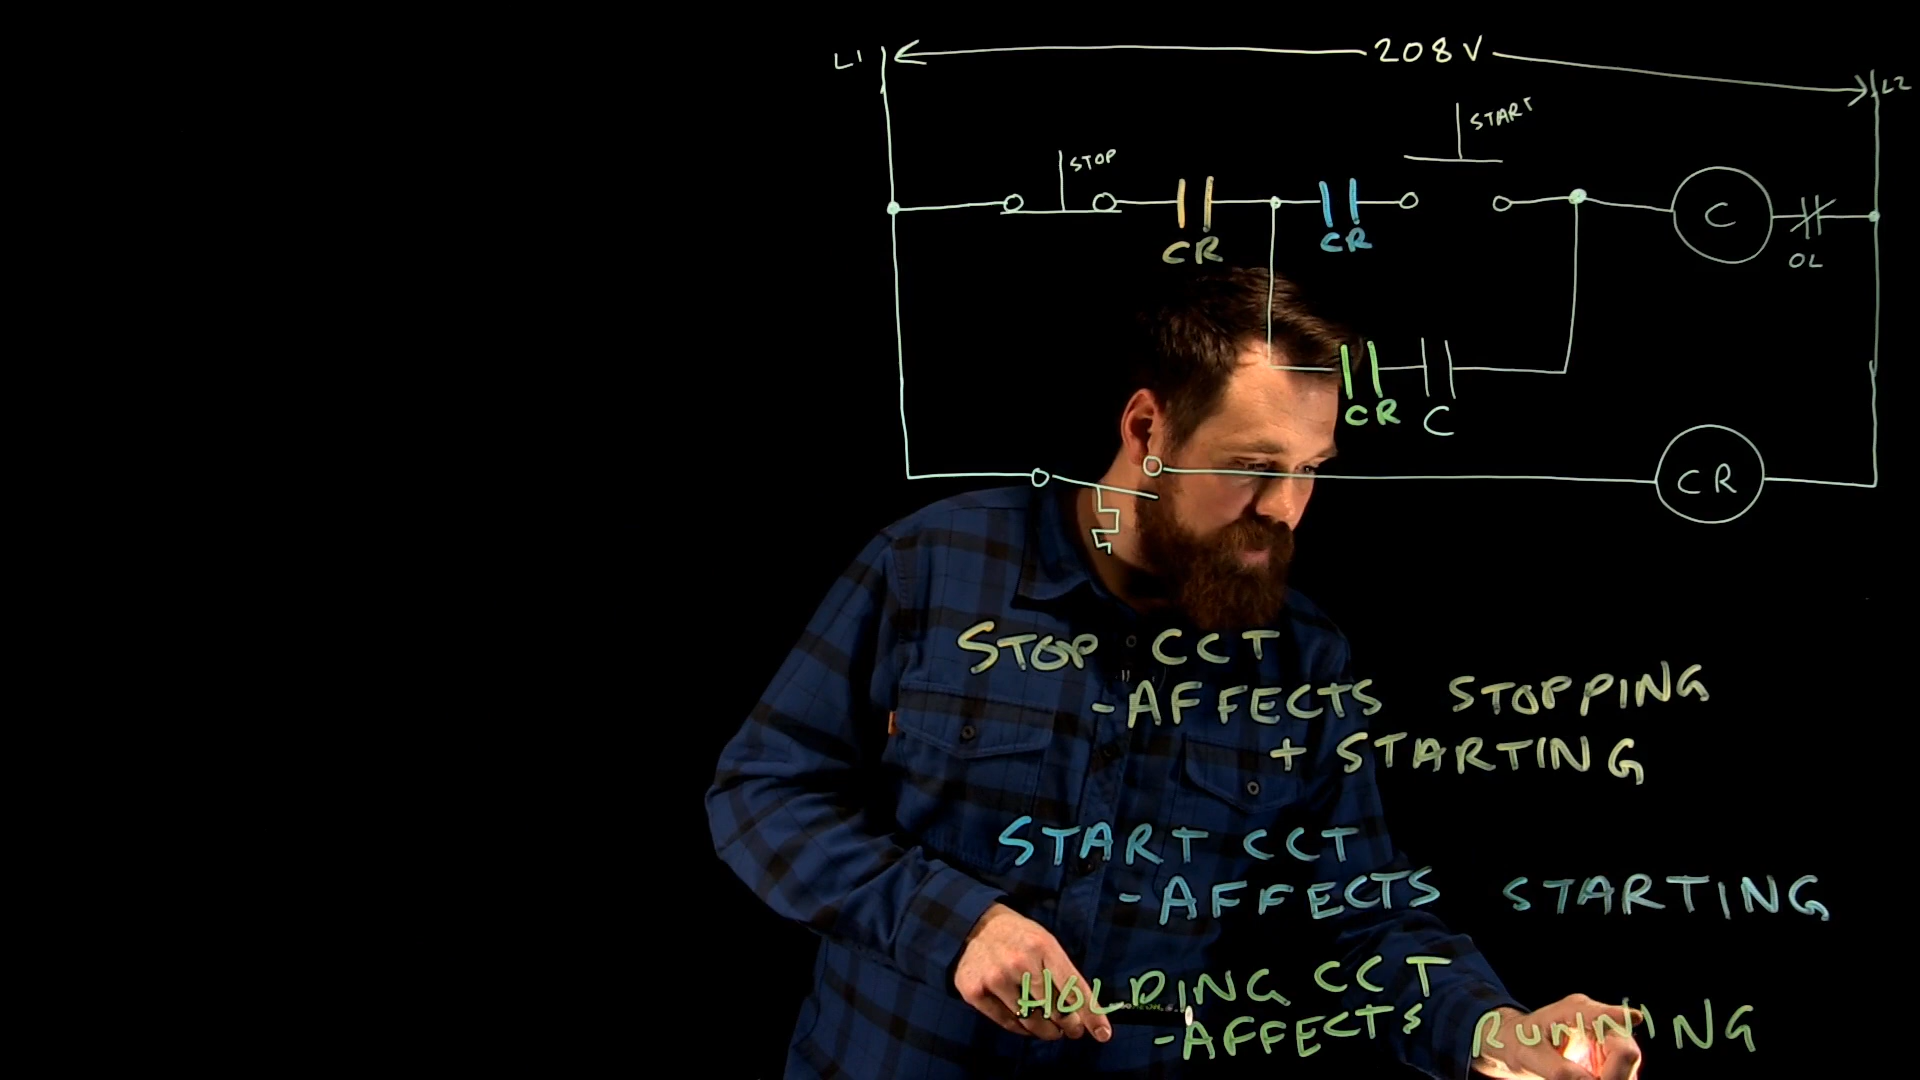 L1
208V
L2
START
STOP
C
CR
CR
OL
CR
C
CR
STOP CCT
-AFFECTS STOPPING
+ STARTING
START CCT
-AFFECTS STARTING
HOLDING CCT
-AFFECTS RUNNING